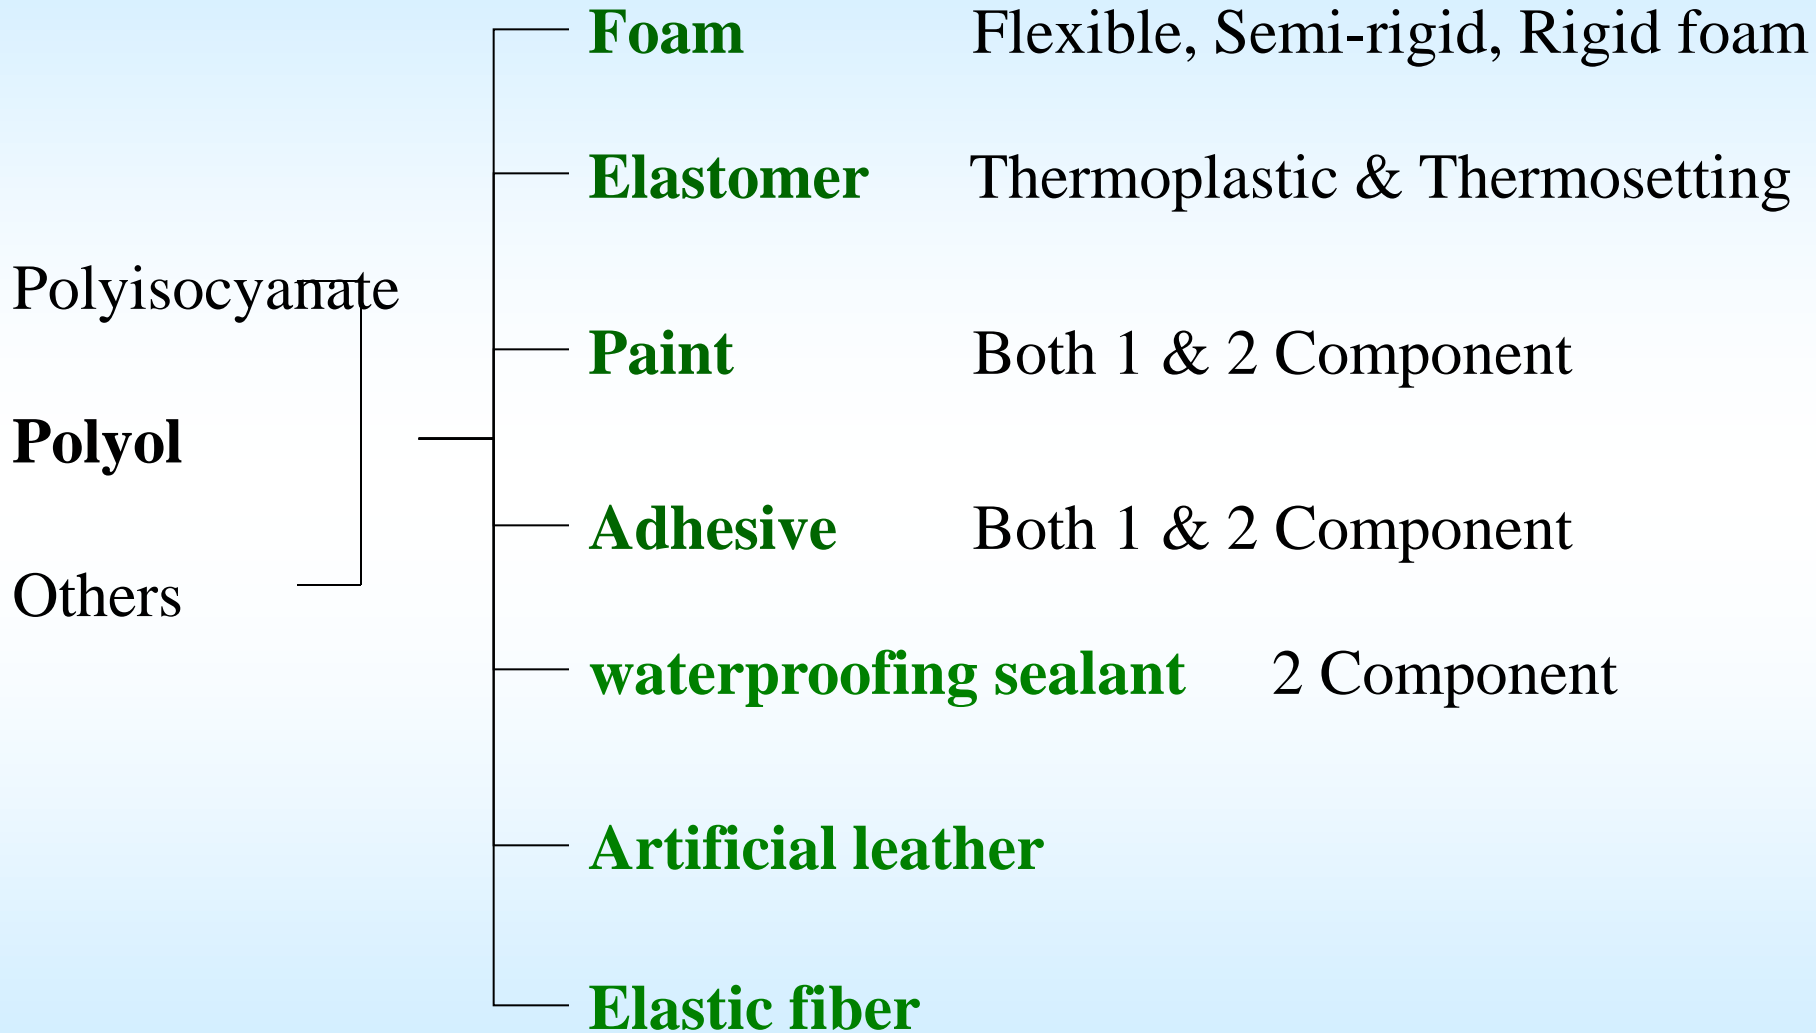 Foam Flexible, Semi-rigid, Rigid foam
Elastomer Thermoplastic & Thermosetting
Polyisocyanate
Paint Both 1 & 2 Component
Polyol
Adhesive Both 1 & 2 Component
Others
waterproofing sealant 2 Component
Artificial leather
Elastic fiber